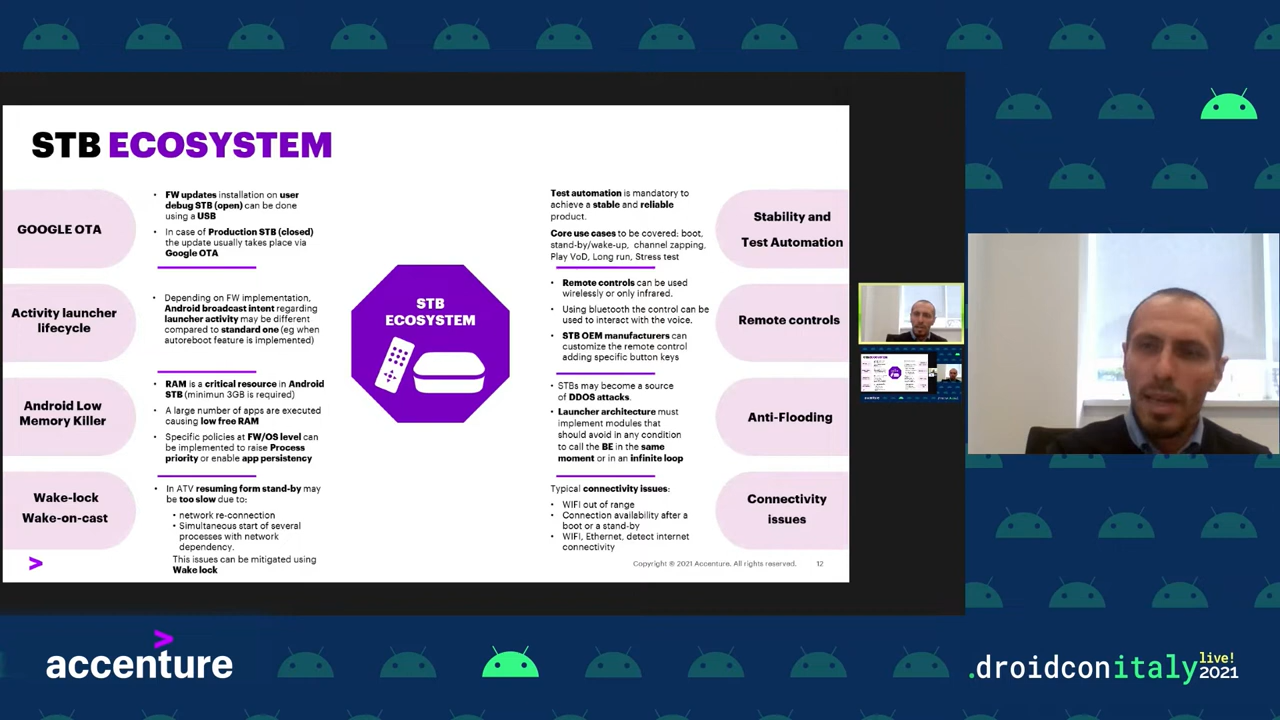 STB ECOSYSTEM
GOOGLE OTA
• FW updates installation on user
debug STB (open) can be done
using a USB
• In case of Production STB (closed)
the update usually takes place via
Google OTA
Activity launcher
lifecycle
• Depending on FW implementation,
Android broadcast intent regarding
launcher activity may be different
compared to standard one (eg when
autoreboot feature is implemented)
Android Low
Memory Killer
• RAM is a critical resource in Android
STB (minimun 3GB is required)
• A large number of apps are executed
causing low free RAM
• Specific policies at FW/OS level can
be implemented to raise Process
priority or enable app persistency
Wake-lock
Wake-on-cast
• In ATV resuming form stand-by may
be too slow due to:
• network re-connection
• Simultaneous start of several
processes with network
dependency.
This issues can be mitigated using
Wake lock
STB
ECOSYSTEM
Test automation is mandatory to
achieve a stable and reliable
product.
Core use cases to be covered: boot,
stand-by/wake-up, channel zapping,
Play VoD, Long run, Stress test
Stability and
Test Automation
• Remote controls can be used
wirelessly or only infrared.
• Using bluetooth the control can be
used to interact with the voice.
• STB OEM manufacturers can
customize the remote control
adding specific button keys
Remote controls
• STBs may become a source
of DDOS attacks.
• Launcher architecture must
implement modules that
should avoid in any condition
to call the BE in the same
moment or in an infinite loop
Anti-Flooding
Typical connectivity issues:
• WIFI out of range
• Connection availability after a
boot or a stand-by
• WIFI, Ethernet, detect internet
connectivity
Connectivity
issues
>
Copyright © 2021 Accenture. All rights reserved. 12
accenture
.droidconitaly live! 2021